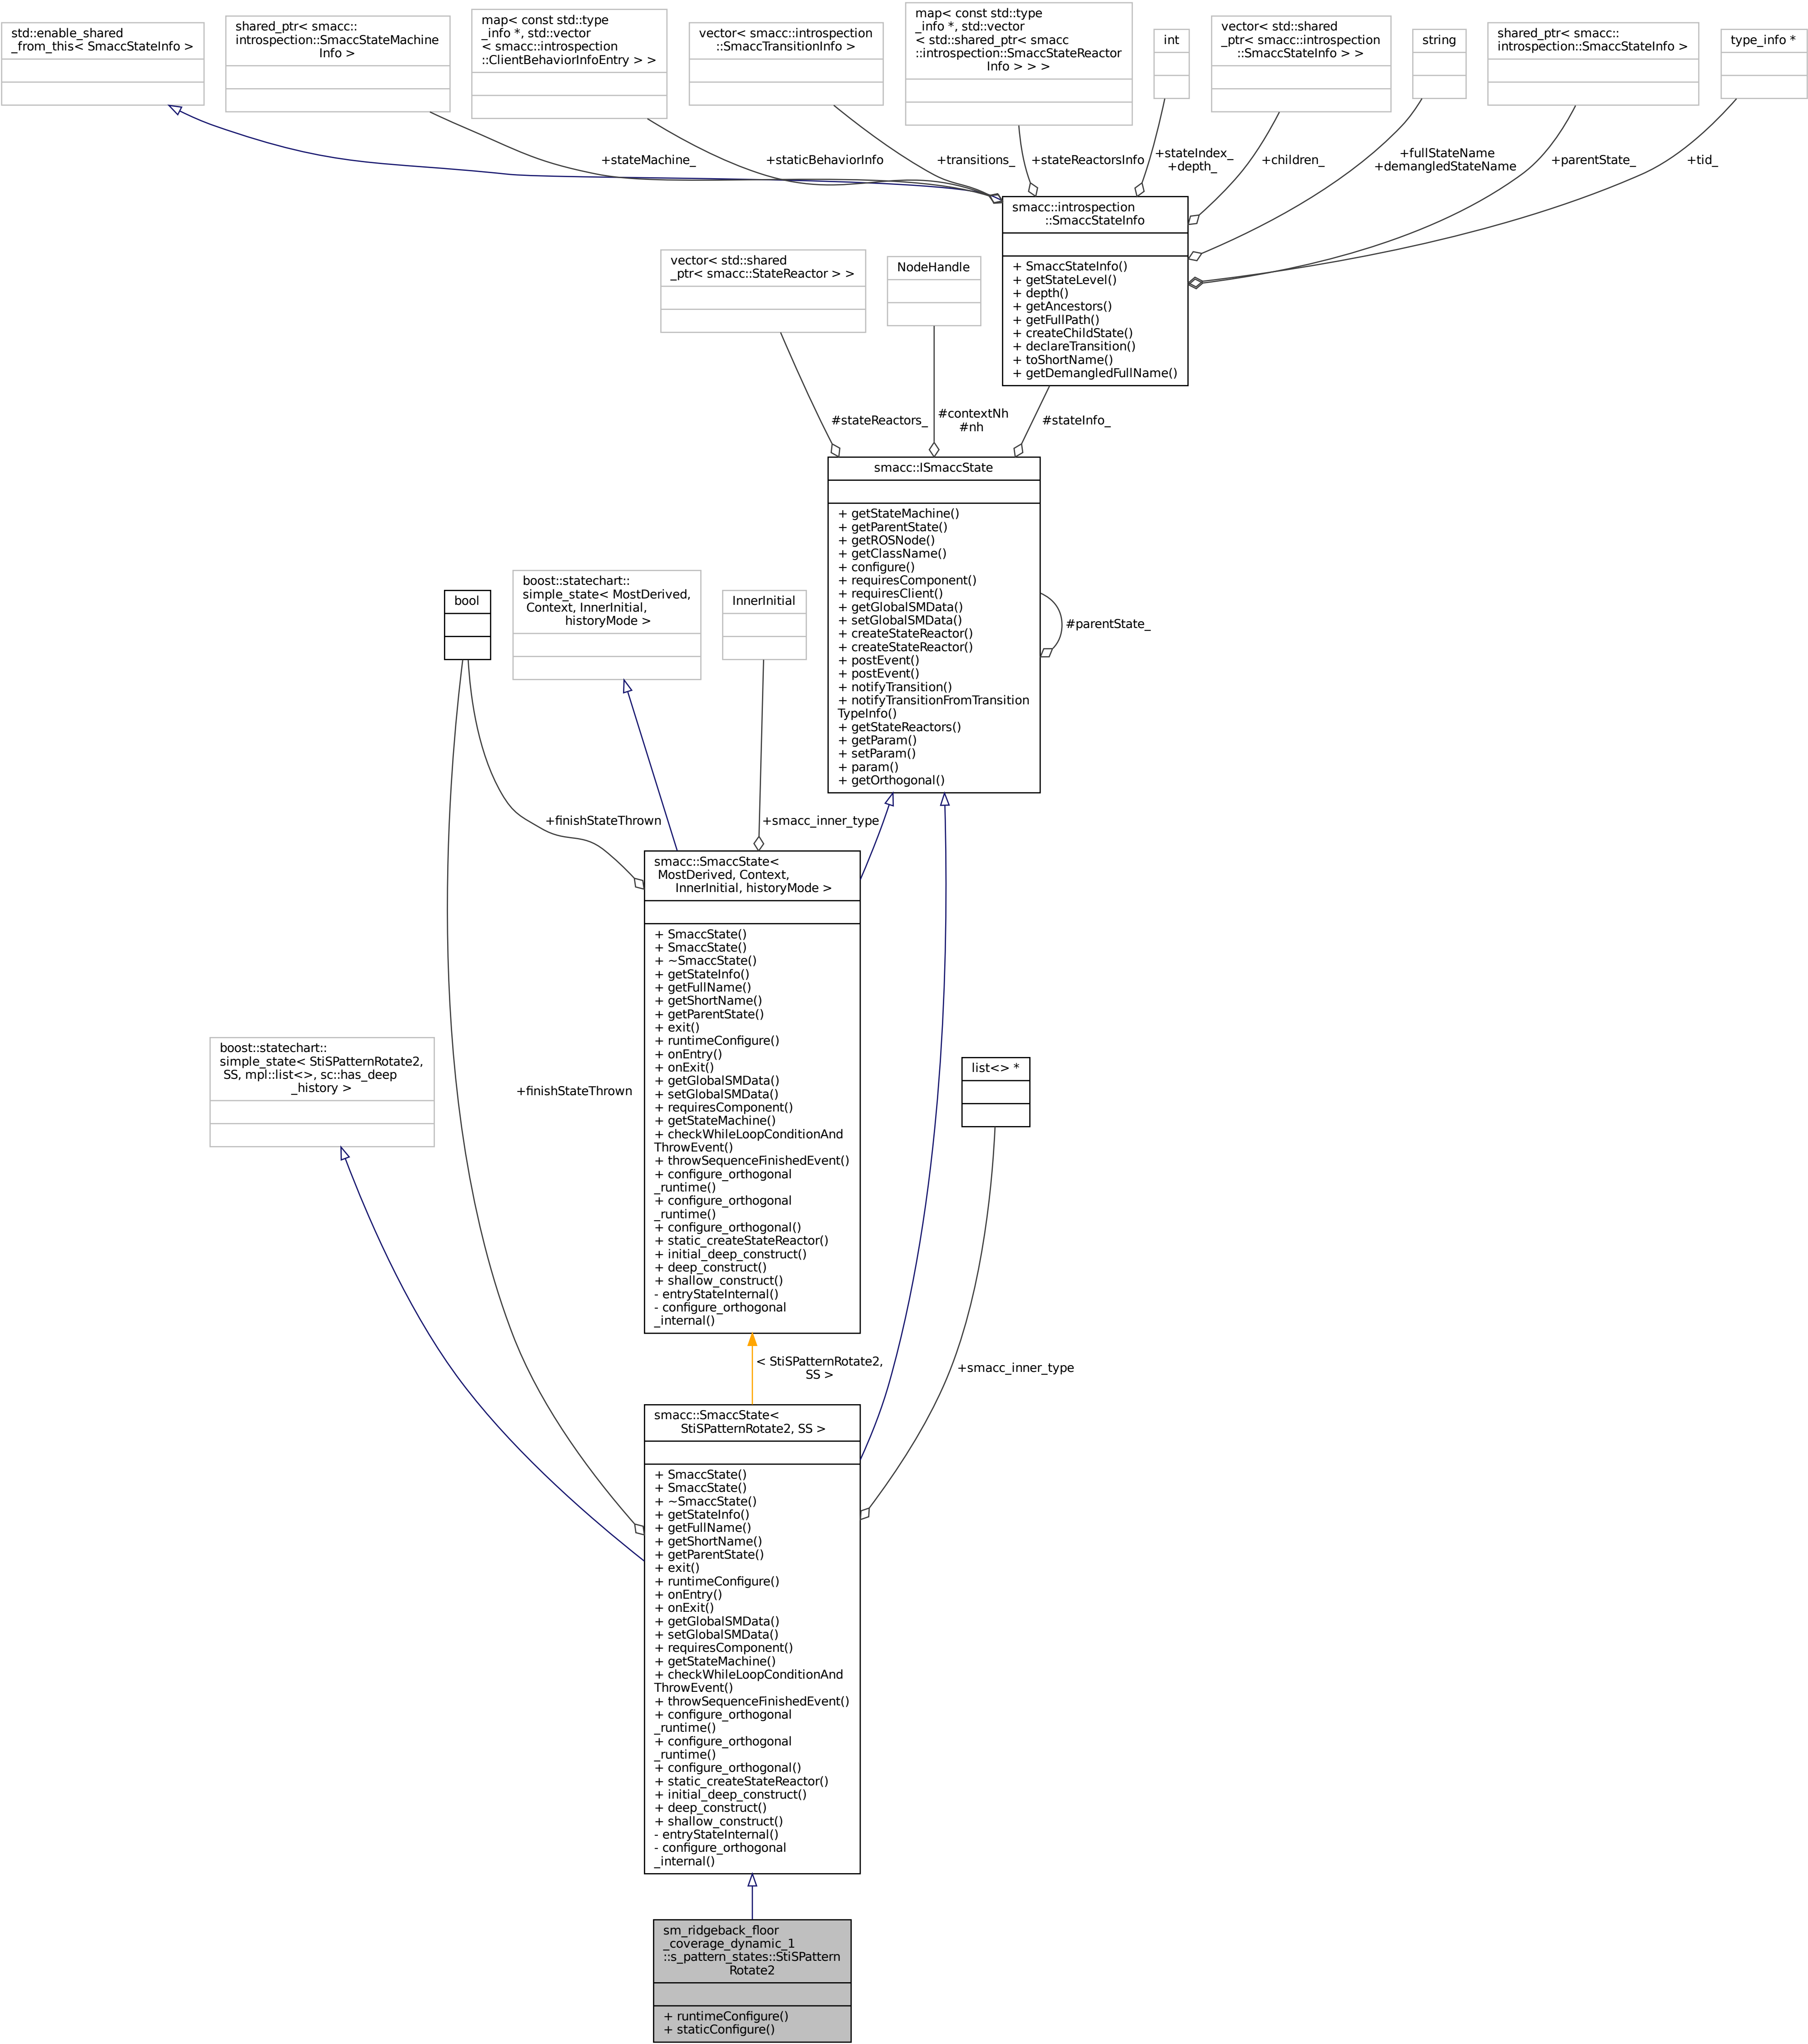 std::enable_shared
_from_this< SmaccStateInfo >
shared_ptr< smacc::
introspection::SmaccStateMachine
Info >
map< const std::type
_info *, std::vector
< smacc::introspection
::ClientBehaviorInfoEntry > >
vector< smacc::introspection
::SmaccTransitionInfo >
map< const std::type
_info *, std::vector
< std::shared_ptr< smacc
::introspection::SmaccStateReactor
Info > > >
int
vector< std::shared
_ptr< smacc::introspection
::SmaccStateInfo > >
string
shared_ptr< smacc::
introspection::SmaccStateInfo >
type_info *
+stateMachine_
+staticBehaviorInfo
+transitions_
+stateReactorsInfo
+stateIndex_
+depth_
+children_
+fullStateName
+demangledStateName
+parentState_
+tid_
smacc::introspection
::SmaccStateInfo
+ SmaccStateInfo()
+ getStateLevel()
+ depth()
+ getAncestors()
+ getFullPath()
+ createChildState()
+ declareTransition()
+ toShortName()
+ getDemangledFullName()
vector< std::shared
_ptr< smacc::StateReactor > >
NodeHandle
#stateReactors_
#contextNh
#nh
#stateInfo_
smacc::ISmaccState
+ getStateMachine()
+ getParentState()
+ getROSNode()
+ getClassName()
+ configure()
+ requiresComponent()
+ requiresClient()
+ getGlobalSMData()
+ setGlobalSMData()
+ createStateReactor()
+ createStateReactor()
+ postEvent()
+ postEvent()
+ notifyTransition()
+ notifyTransitionFromTransition
TypeInfo()
+ getStateReactors()
+ getParam()
+ setParam()
+ param()
+ getOrthogonal()
#parentState_
bool
boost::statechart::
simple_state< MostDerived,
Context, InnerInitial,
historyMode >
InnerInitial
+finishStateThrown
+smacc_inner_type
smacc::SmaccState<
MostDerived, Context,
InnerInitial, historyMode >
+ SmaccState()
+ SmaccState()
+ ~SmaccState()
+ getStateInfo()
+ getFullName()
+ getShortName()
+ getParentState()
+ exit()
+ runtimeConfigure()
+ onEntry()
+ onExit()
+ getGlobalSMData()
+ setGlobalSMData()
+ requiresComponent()
+ getStateMachine()
+ checkWhileLoopConditionAnd
ThrowEvent()
+ throwSequenceFinishedEvent()
+ configure_orthogonal
_runtime()
+ configure_orthogonal
_runtime()
+ configure_orthogonal()
+ static_createStateReactor()
+ initial_deep_construct()
+ deep_construct()
+ shallow_construct()
- entryStateInternal()
- configure_orthogonal
_internal()
boost::statechart::
simple_state< StiSPatternRotate2,
SS, mpl::list<>, sc::has_deep
_history >
+finishStateThrown
list<> *
< StiSPatternRotate2,
SS >
+smacc_inner_type
smacc::SmaccState<
StiSPatternRotate2, SS >
+ SmaccState()
+ SmaccState()
+ ~SmaccState()
+ getStateInfo()
+ getFullName()
+ getShortName()
+ getParentState()
+ exit()
+ runtimeConfigure()
+ onEntry()
+ onExit()
+ getGlobalSMData()
+ setGlobalSMData()
+ requiresComponent()
+ getStateMachine()
+ checkWhileLoopConditionAnd
ThrowEvent()
+ throwSequenceFinishedEvent()
+ configure_orthogonal
_runtime()
+ configure_orthogonal
_runtime()
+ configure_orthogonal()
+ static_createStateReactor()
+ initial_deep_construct()
+ deep_construct()
+ shallow_construct()
- entryStateInternal()
- configure_orthogonal
_internal()
sm_ridgeback_floor
_coverage_dynamic_1
::s_pattern_states::StiSPattern
Rotate2
+ runtimeConfigure()
+ staticConfigure()